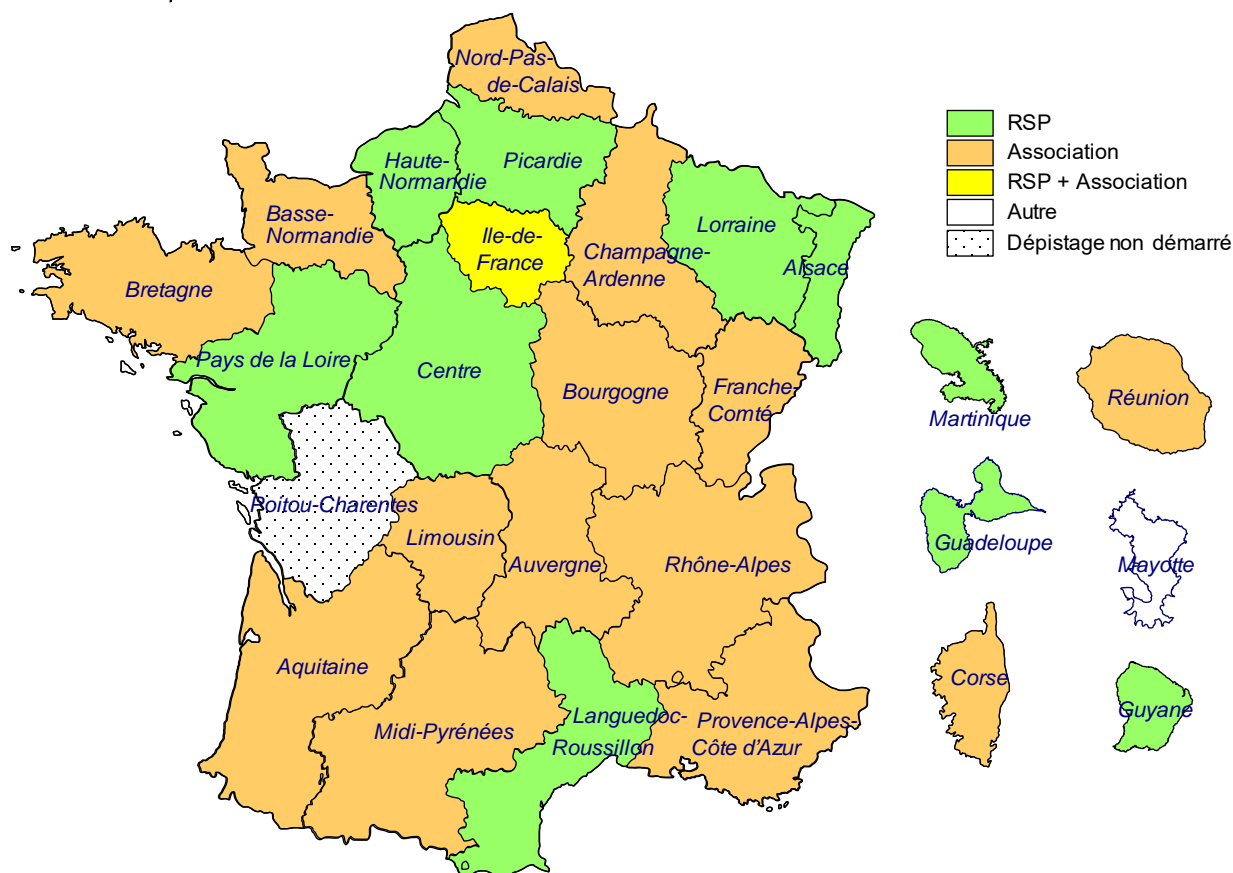 Nord-Pas-
de-Calais
RSP
Association
RSP + Association
Autre
Dépistage non démarré
Haute-
Normandie
Picardie
Basse-
Normandie
Ile-de-
France
Champagne-
Ardenne
Lorraine
Alsace
Bretagne
Pays de la Loire
Centre
Bourgogne
Franche-
Comté
Martinique
Réunion
Poitou-Charentes
Limousin
Auvergne
Rhône-Alpes
Guadeloupe
Mayotte
Aquitaine
Midi-Pyrénées
Languedoc-
Roussillon
Provence-Alpes-
Côte d'Azur
Corse
Guyane